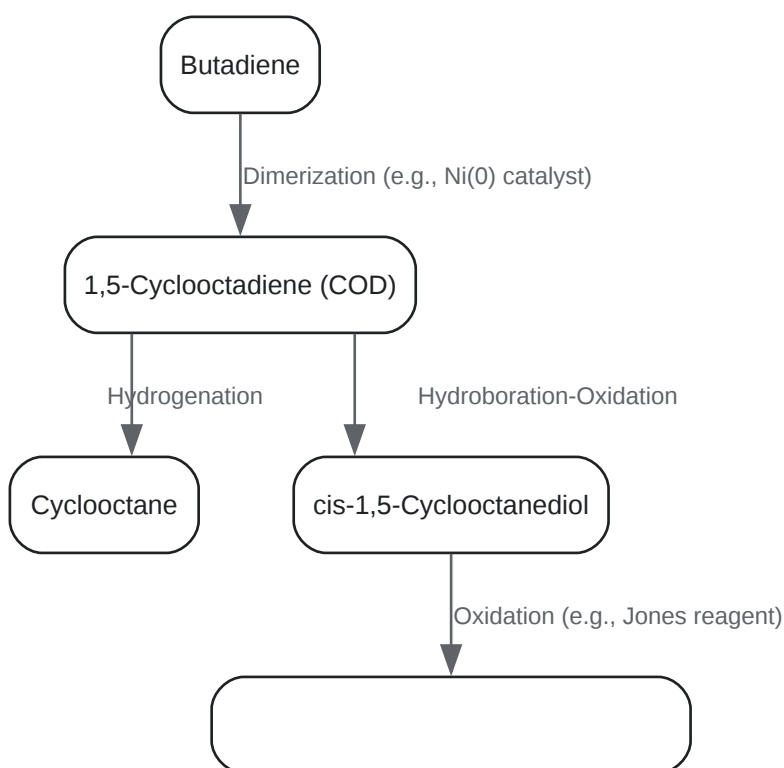 Butadiene
Dimerization (e.g., Ni(0) catalyst)
1,5-Cyclooctadiene (COD)
Hydrogenation
Hydroboration-Oxidation
Cyclooctane
cis-1,5-Cyclooctanediol
Oxidation (e.g., Jones reagent)